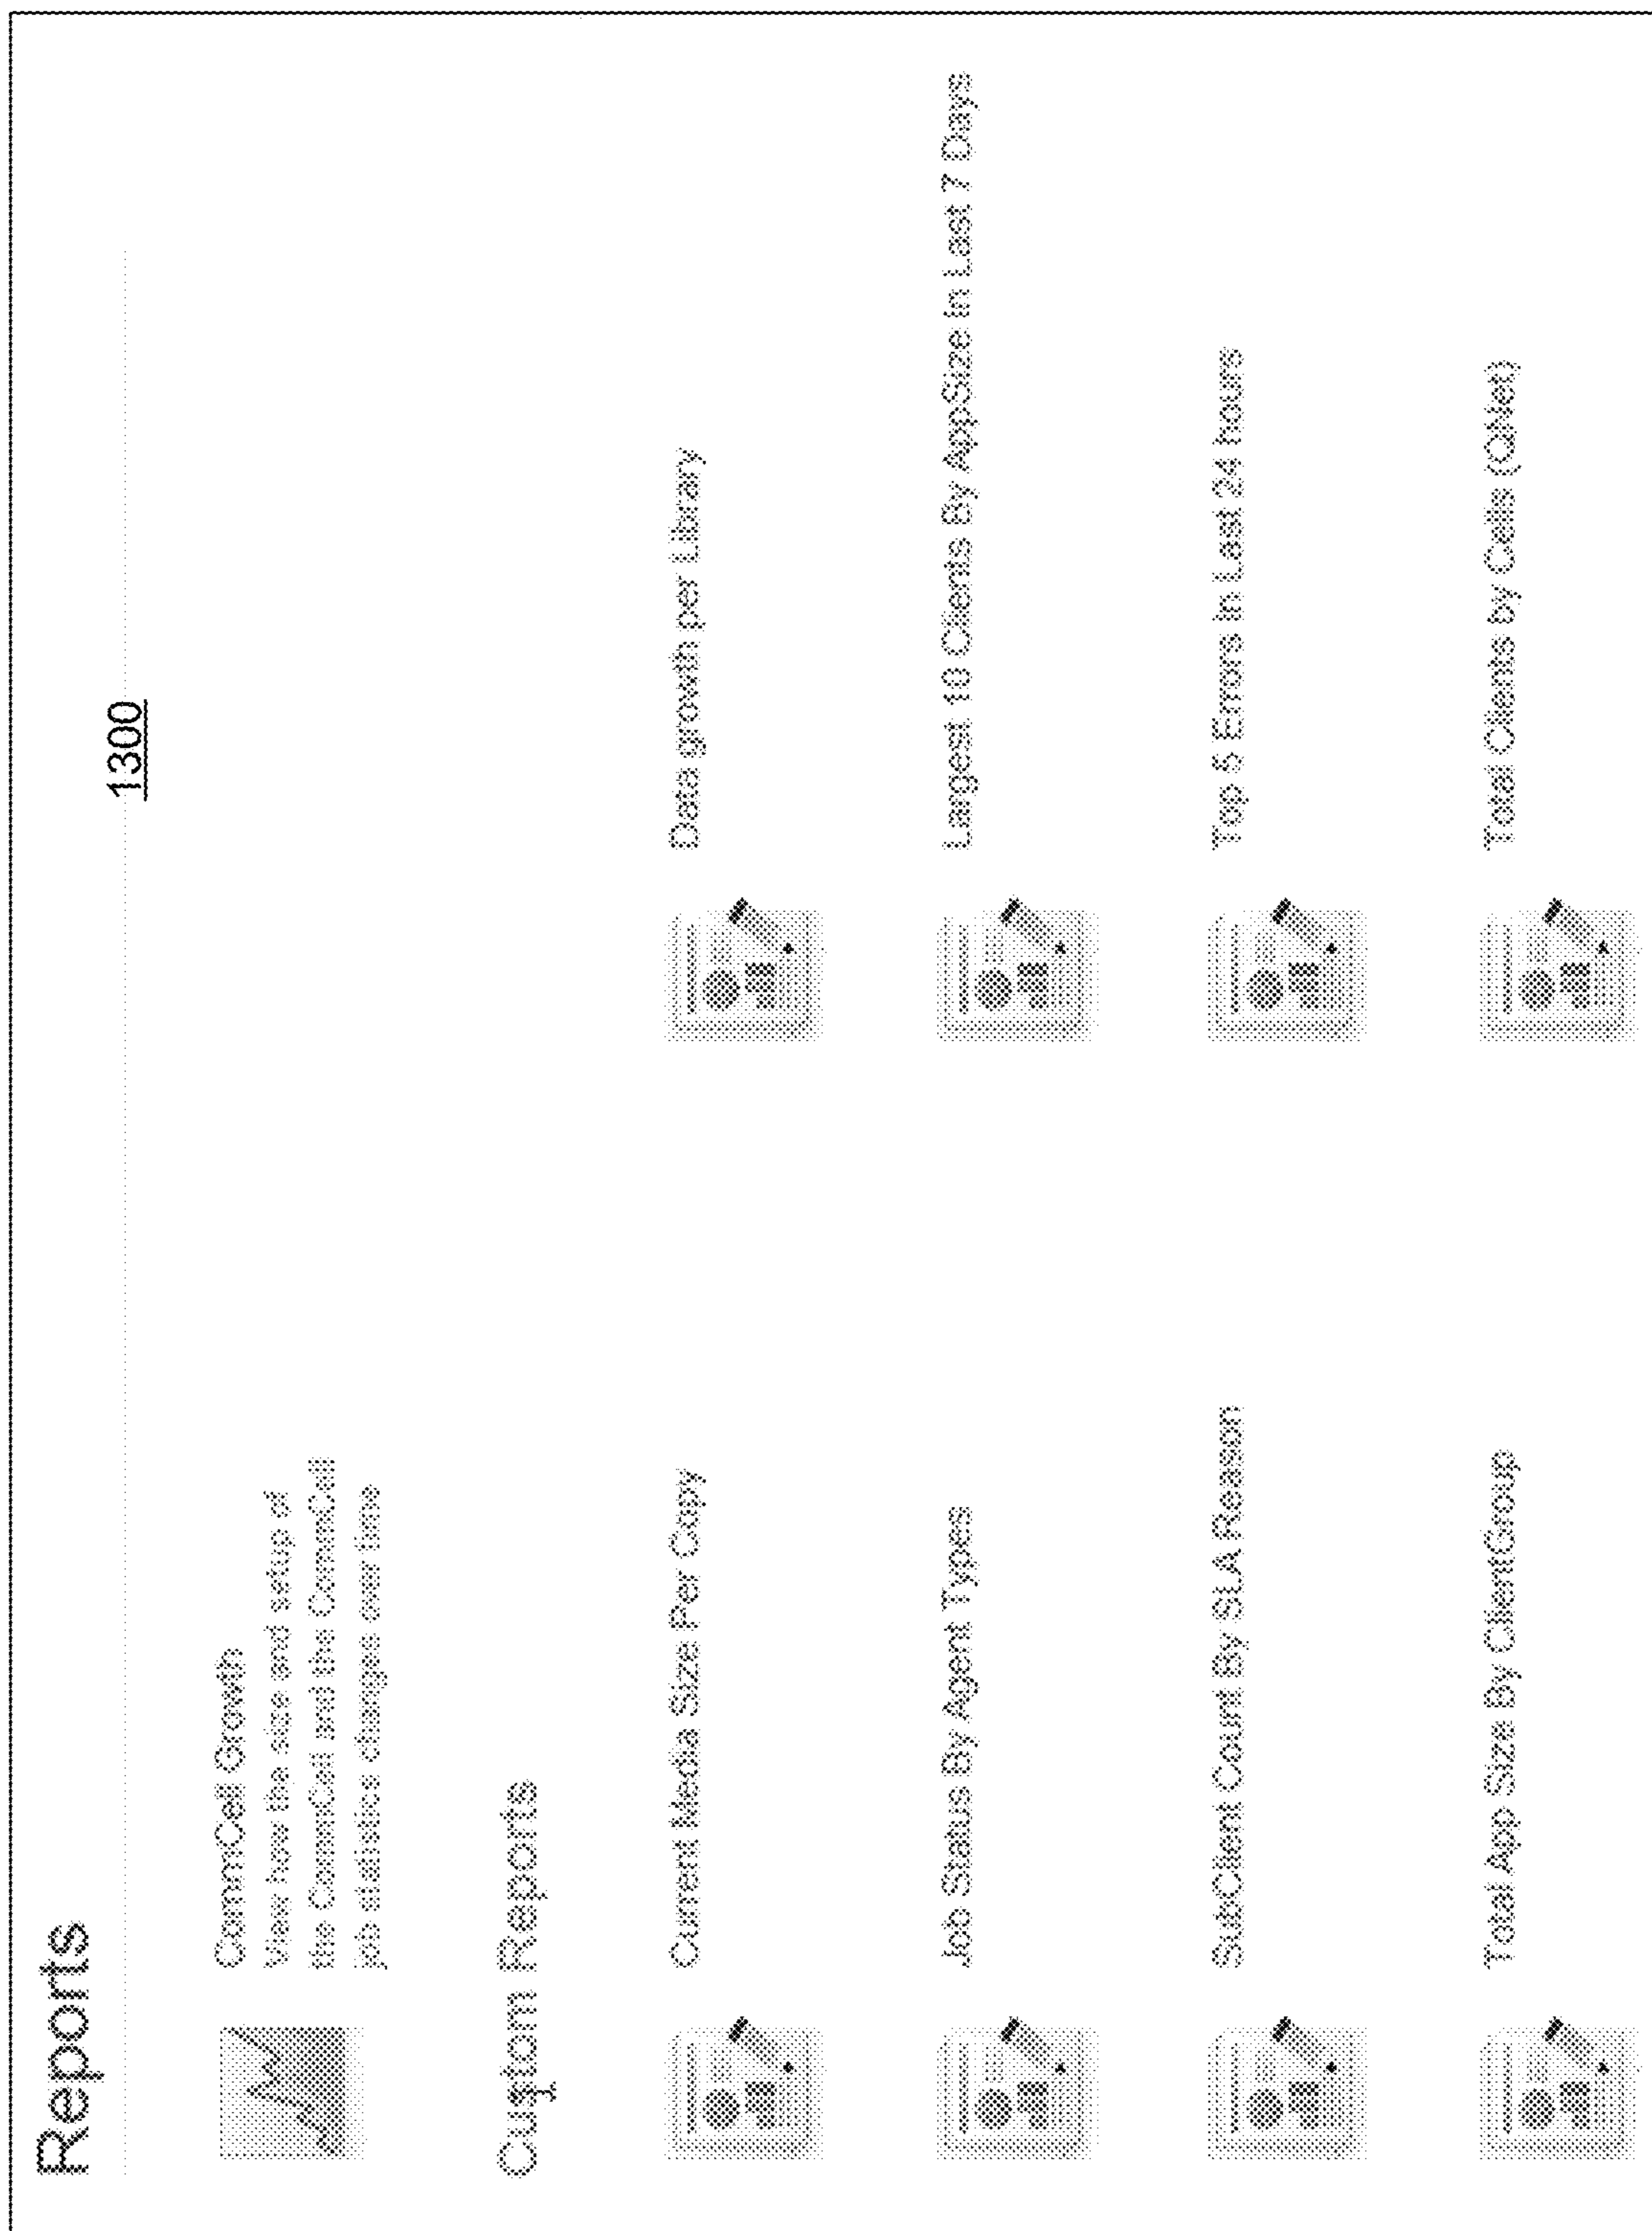 Reports
1300
CommCell Growth
View how the size and setup of
the CommCell and the CommCell
job statistics changes over time
Custom Reports
Current Media Size Per Copy
Data growth per Library
Job Status By Agent Types
Largest 10 Clients By AppSize in Last 7 Days
SubClient Count By SLA Reason
Top 5 Errors In Last 24 hours
Total App Size By ClientGroup
Total Clients by Cells (QNet)